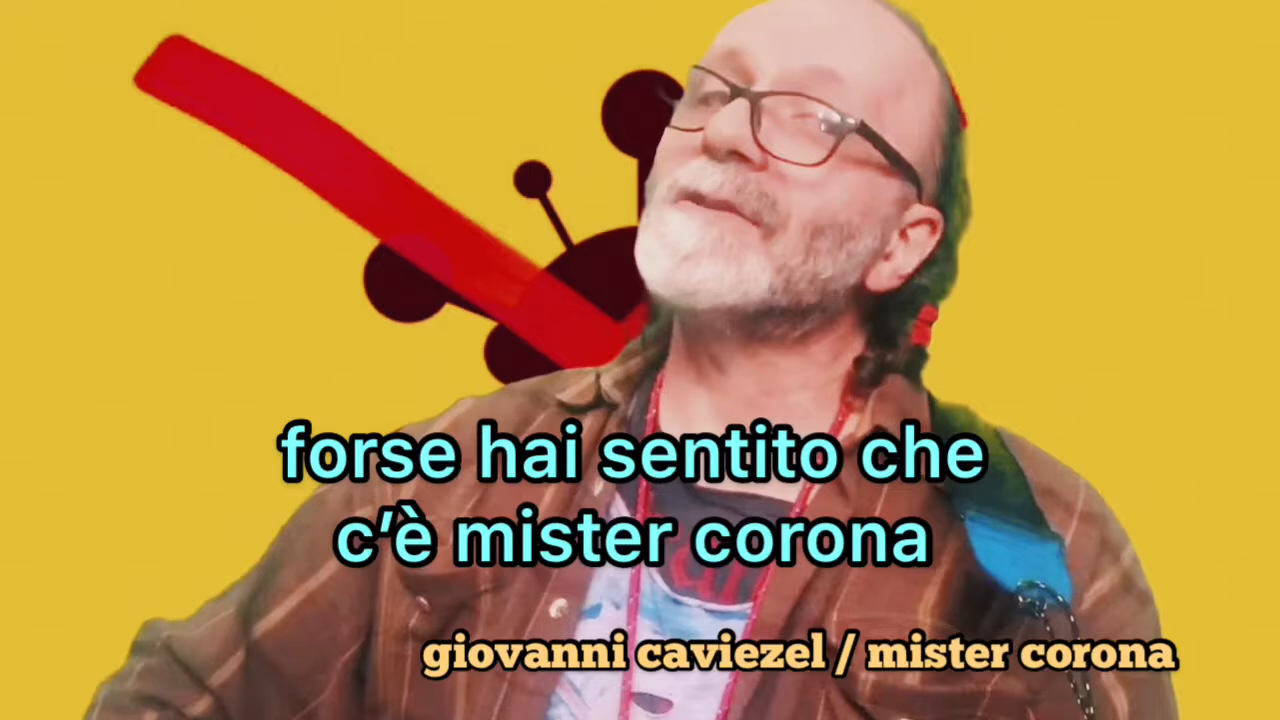 forse hai sentito che
c’è mister corona
giovanni caviezel / mister corona